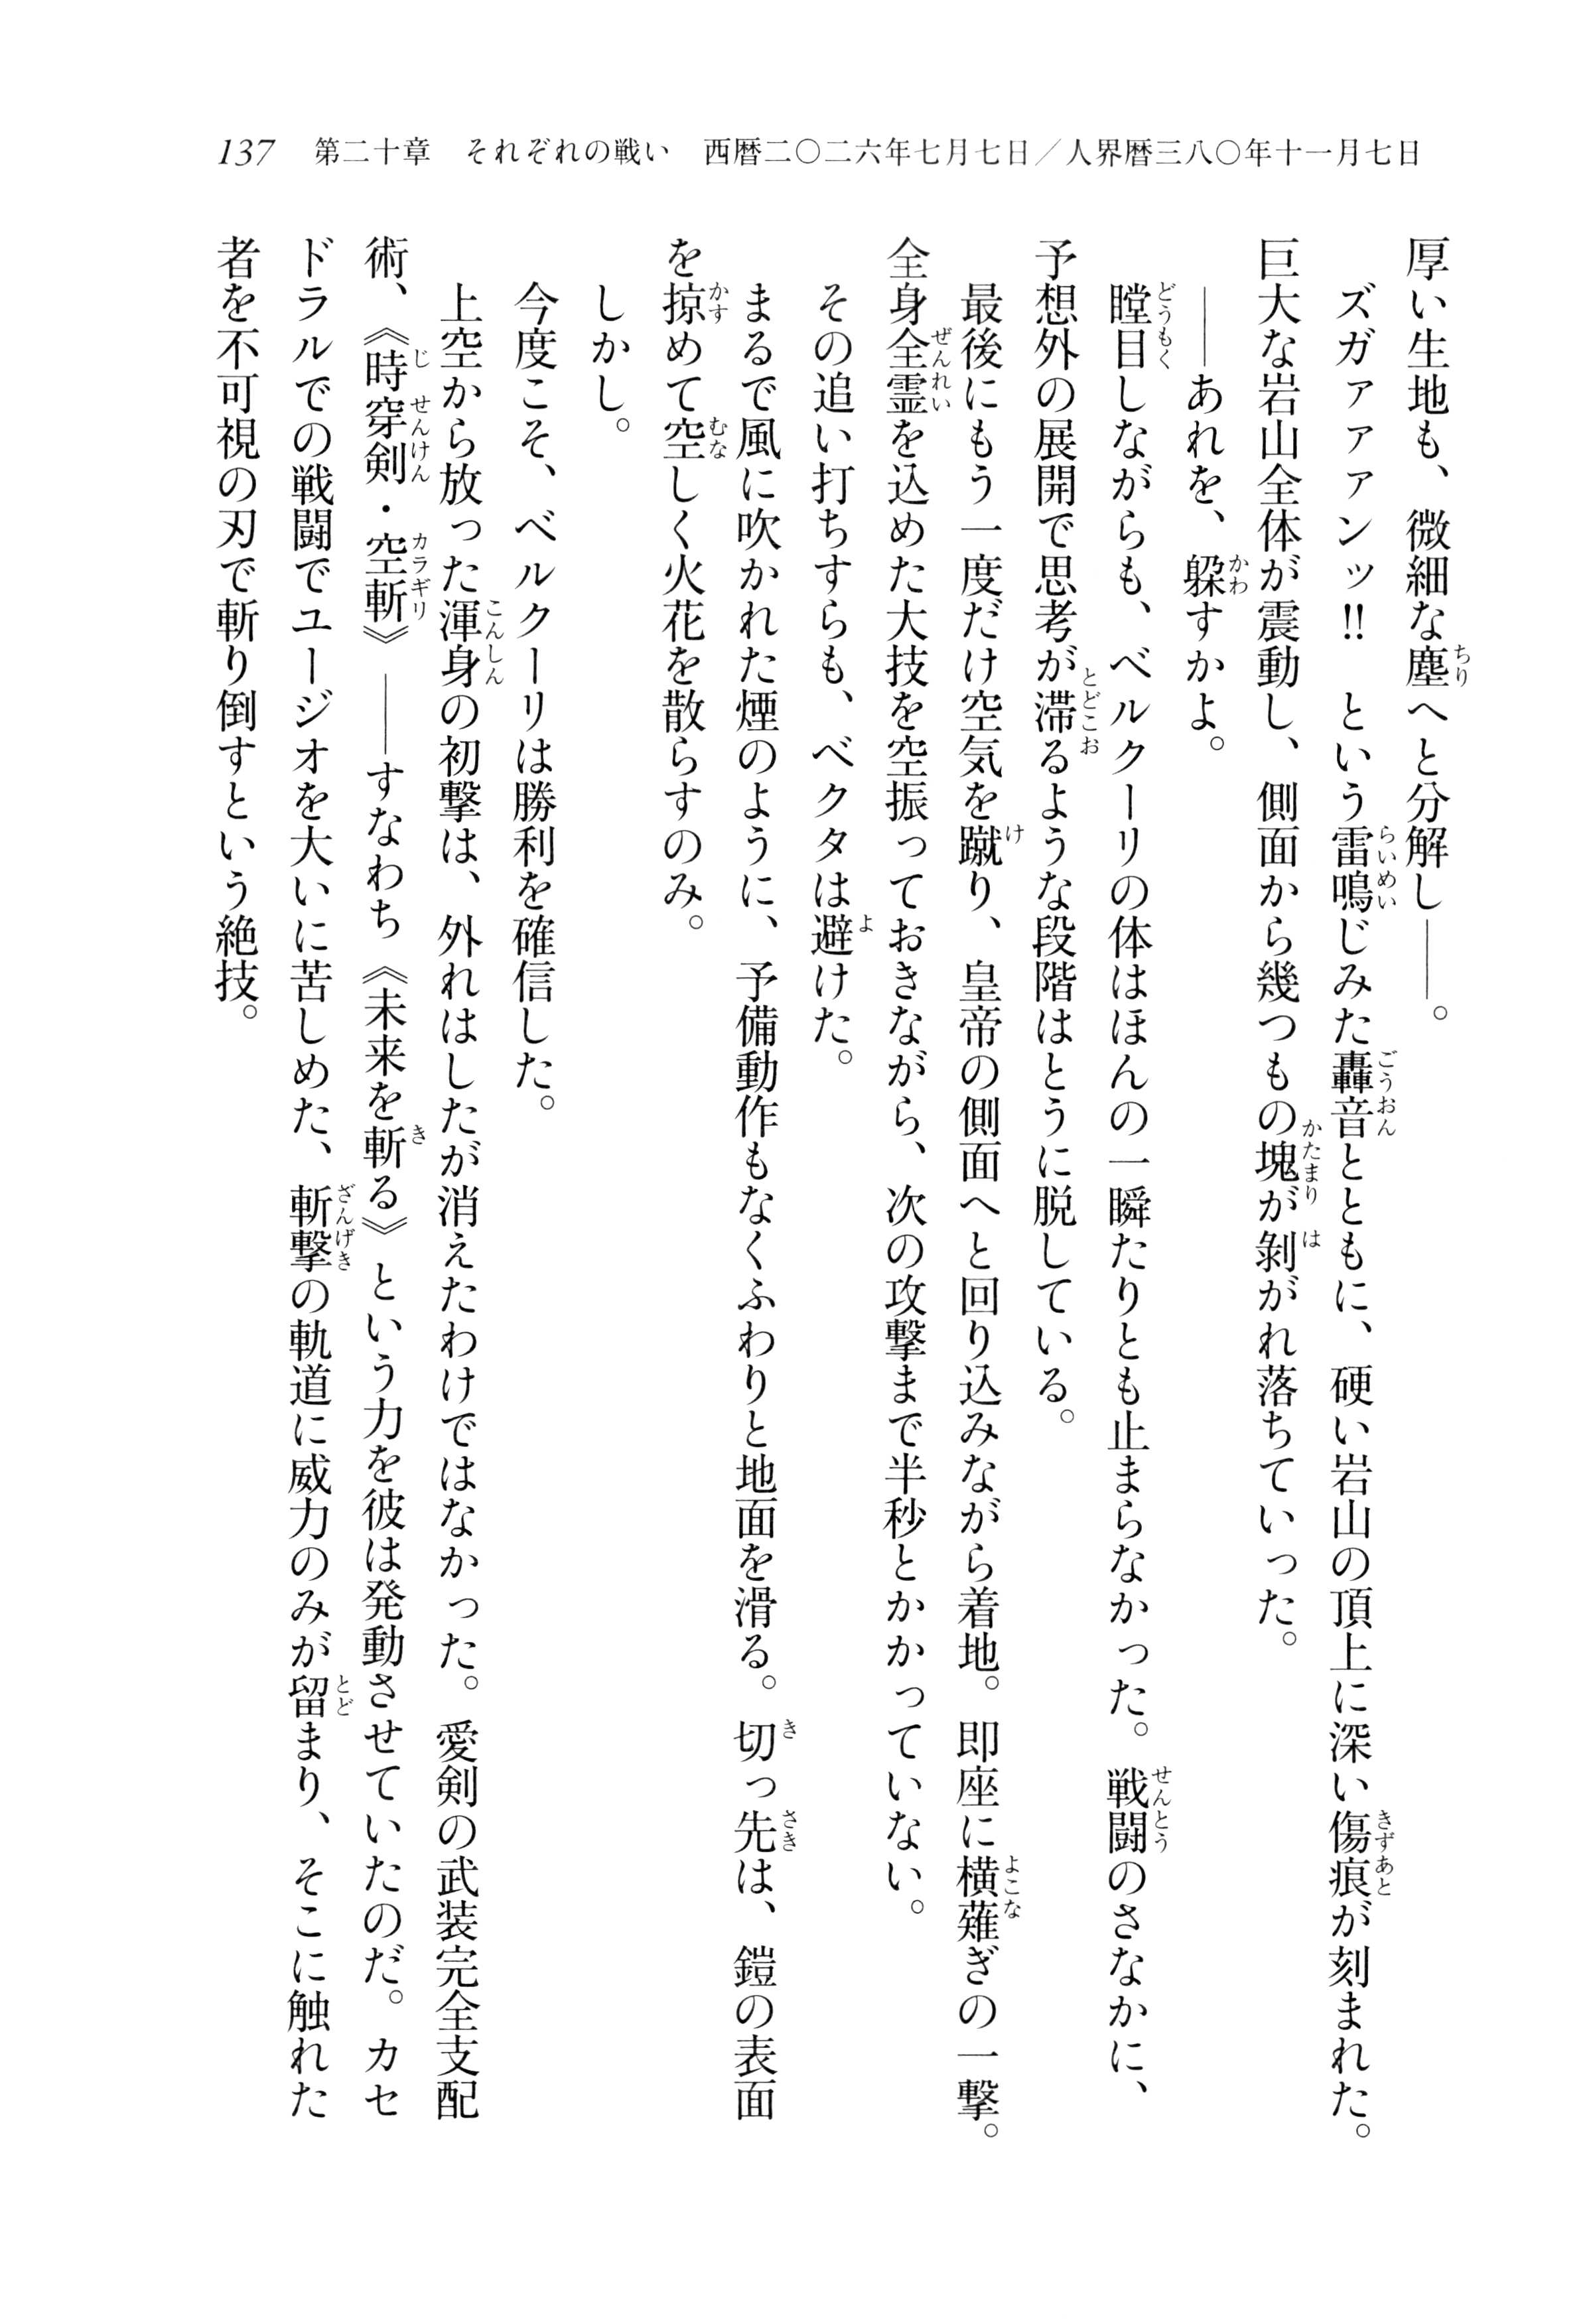 137　第二十章　それぞれの戦い　西暦二〇二六年七月七日／人界暦三八〇年十一月七日
厚い生地も、微細な塵へと分解し――。
ズガァァァンッ‼　という雷鳴じみた轟音とともに、硬い岩山の頂上に深い傷痕が刻まれた。
巨大な岩山全体が震動し、側面から幾つもの塊が剝がれ落ちていった。
――あれを、躱すかよ。
瞠目しながらも、ベルクーリの体はほんの一瞬たりとも止まらなかった。戦闘のさなかに、
予想外の展開で思考が滞るような段階はとうに脱している。
最後にもう一度だけ空気を蹴り、皇帝の側面へと回り込みながら着地。即座に横薙ぎの一撃。
全身全霊を込めた大技を空振っておきながら、次の攻撃まで半秒とかかっていない。
その追い打ちすらも、ベクタは避けた。
まるで風に吹かれた煙のように、予備動作もなくふわりと地面を滑る。切っ先は、鎧の表面
を掠めて空しく火花を散らすのみ。
しかし。
今度こそ、ベルクーリは勝利を確信した。
上空から放った渾身の初撃は、外れはしたが消えたわけではなかった。愛剣の武装完全支配
術、《時穿剣・空斬》――すなわち《未来を斬る》という力を彼は発動させていたのだ。カセ
ドラルでの戦闘でユージオを大いに苦しめた、斬撃の軌道に威力のみが留まり、そこに触れた
者を不可視の刃で斬り倒すという絶技。